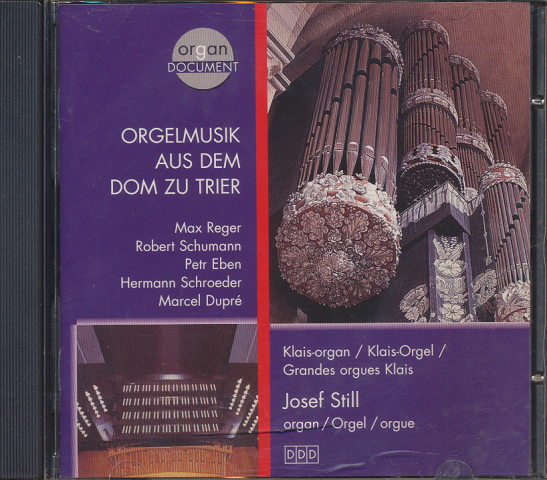 organ
DOCUMENT
ORGELMUSIK
AUS DEM
DOM ZU TRIER
Max Reger
Robert Schumann
Petr Eben
Hermann Schroeder
Marcel Dupré
Klais-organ / Klais-Orgel /
Grandes orgues Klais
Josef Still
organ / Orgel / orgue
DDD